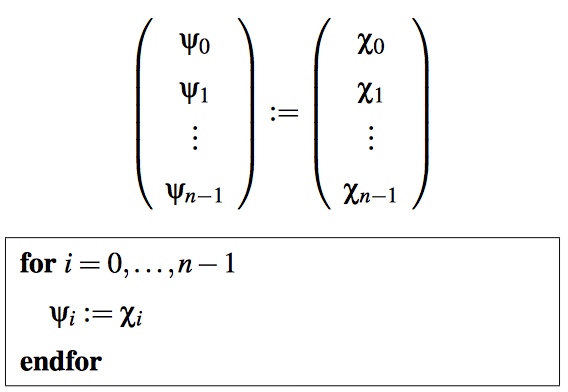 ψ₀ χ₀
ψ₁ := χ₁
⋮ ⋮
ψₙ₋₁ χₙ₋₁
for i = 0,...,n−1
ψᵢ := χᵢ
endfor